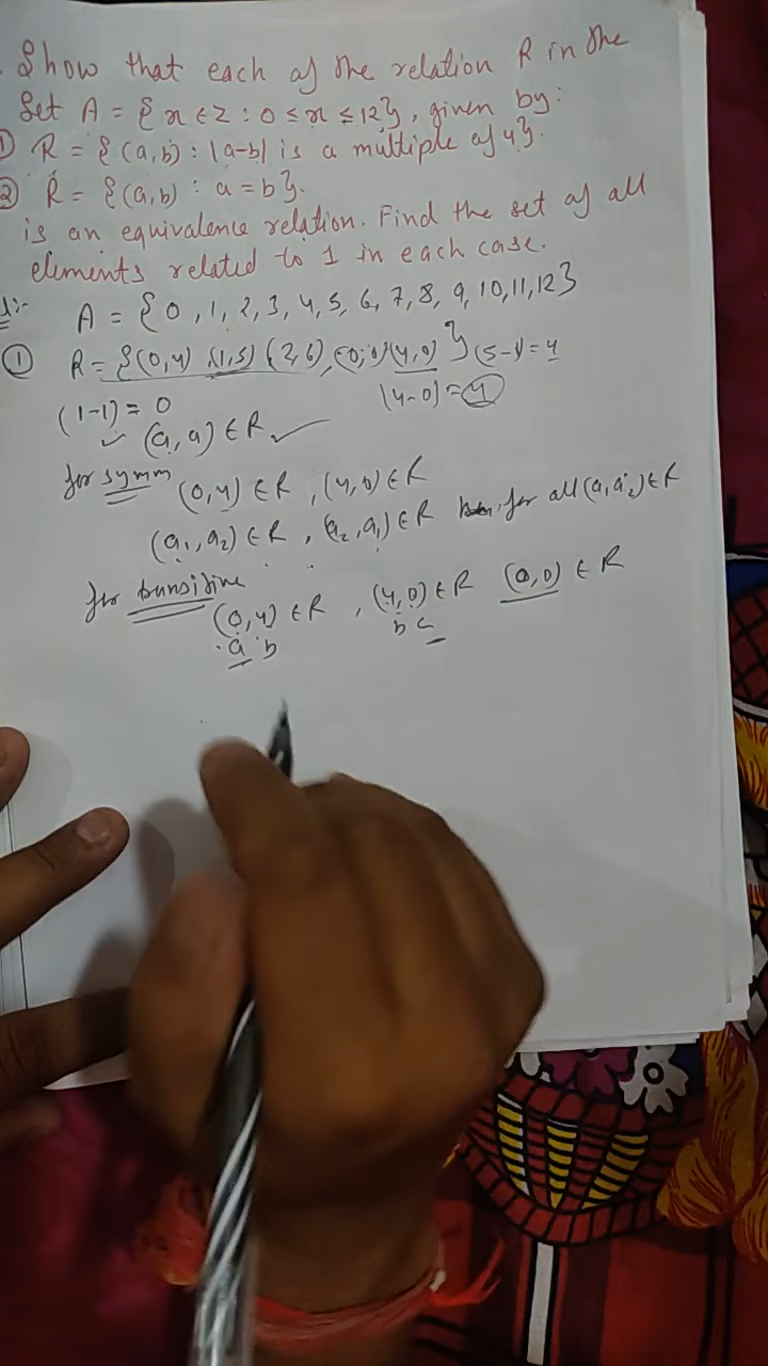 Show that each of the relation R in the
Set A = {x ∈ Z : 0 ≤ x ≤ 12}, given by:
① R = {(a,b) : |a-b| is a multiple of 4}.
② R = {(a,b) : a = b}.
is an equivalence relation. Find the set of all
elements related to 1 in each case.
A = {0, 1, 2, 3, 4, 5, 6, 7, 8, 9, 10, 11, 12}
① R = {(0,4) (1,5) (2,6), (0,0) (4,0)} (5-1) = 4
(1-1) = 0 |4-0| = 4
✓ (a, a) ∈ R ✓
for symm (0,4) ∈ R, (4,0) ∈ R
(a₁, a₂) ∈ R, (a₂, a₁) ∈ R for all (a₁, a₂) ∈ R
for transitive
(0,4) ∈ R, (4,0) ∈ R (0,0) ∈ R
a b b c